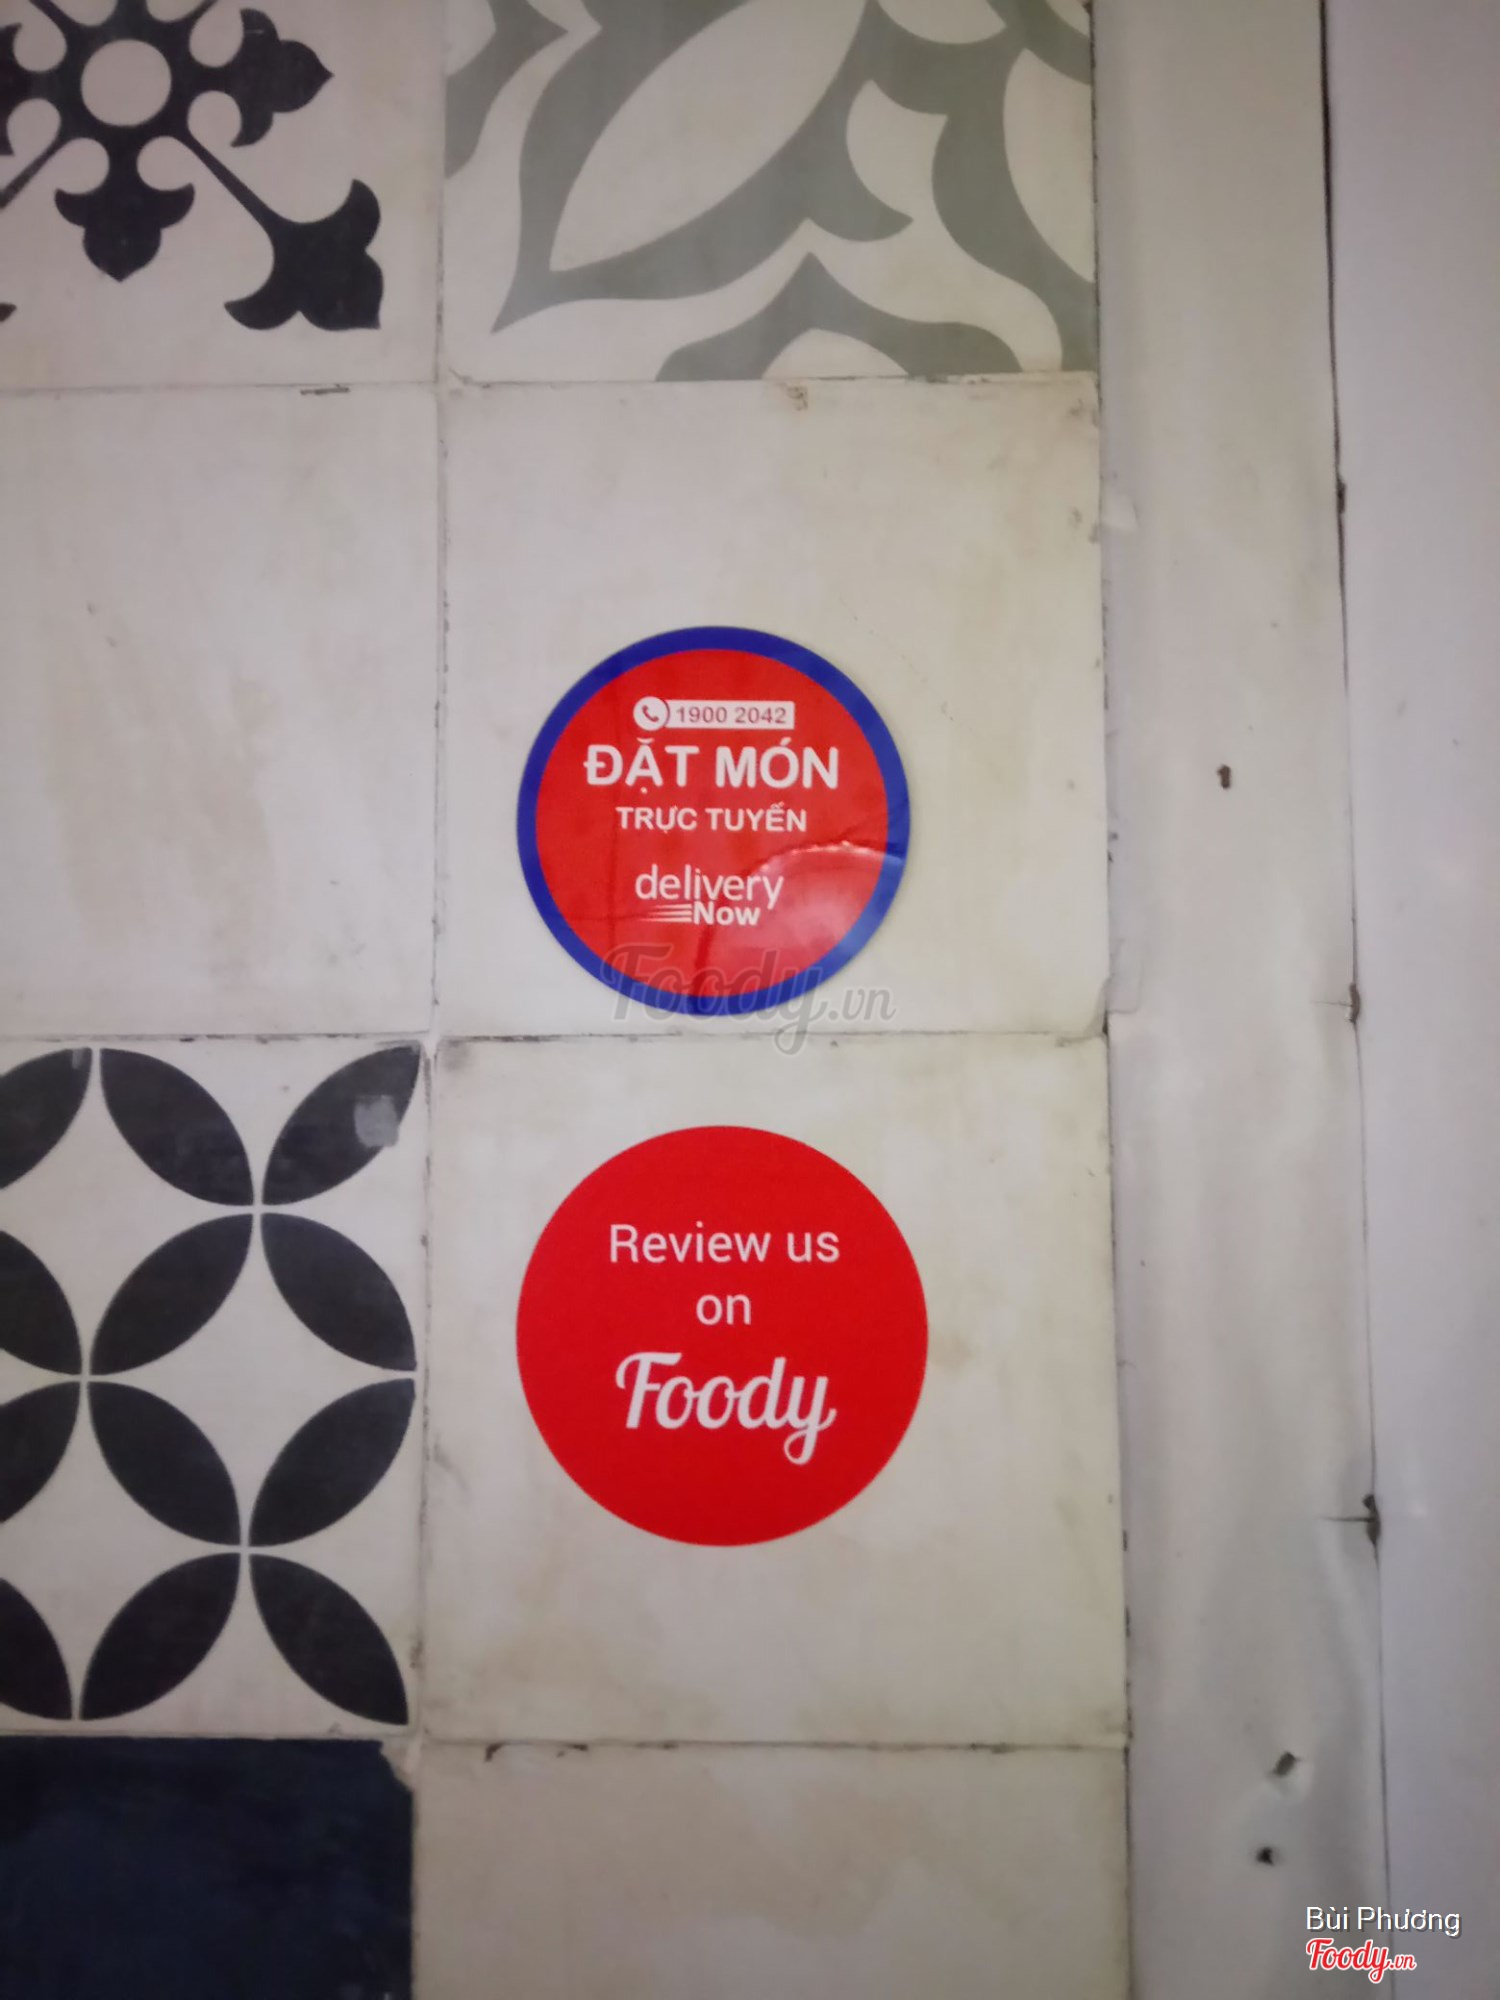 1900 2042
ĐẶT MÓN
TRỰC TUYẾN
delivery
Now
Foody.vn
Review us
on
Foody
Bùi Phương
Foody.vn